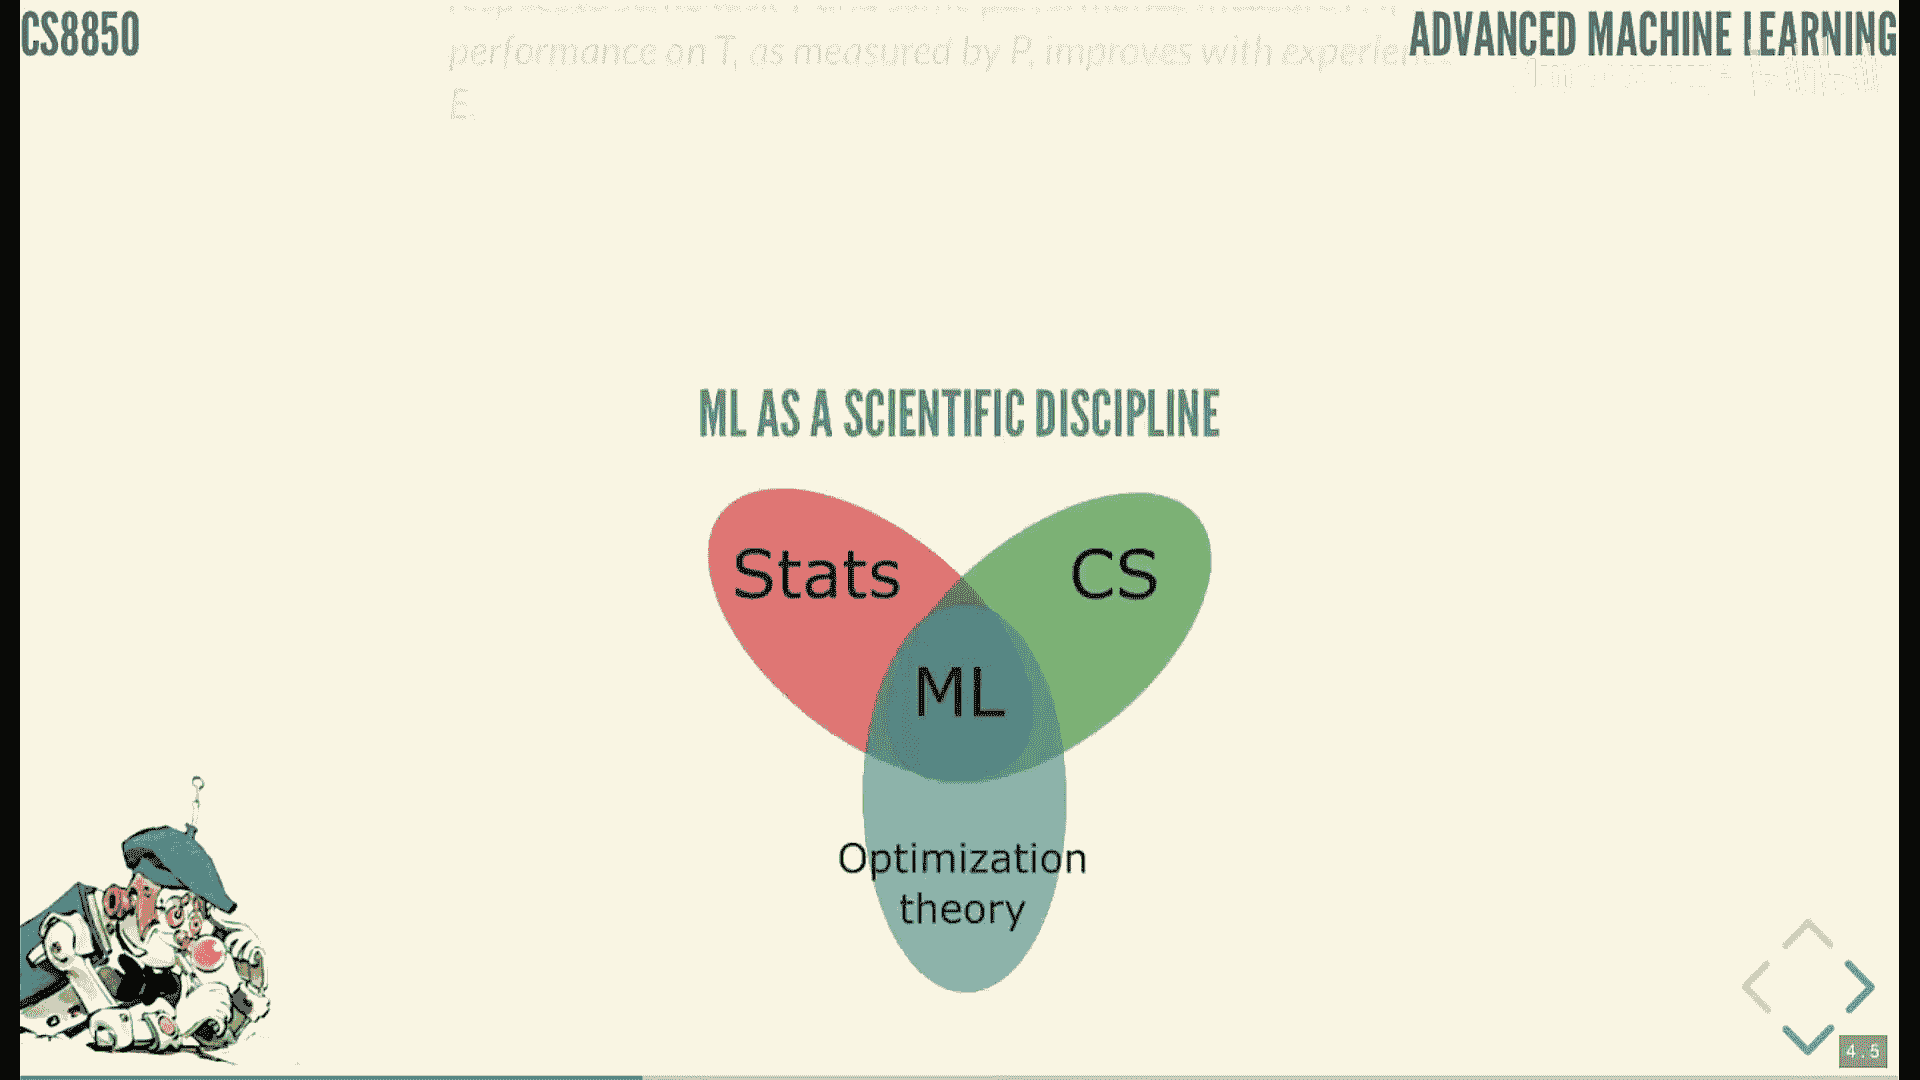 CS8850
ADVANCED MACHINE LEARNING
performance on T, as measured by P, improves with
E.
ML AS A SCIENTIFIC DISCIPLINE
Stats
CS
ML
Optimization
theory
4.5